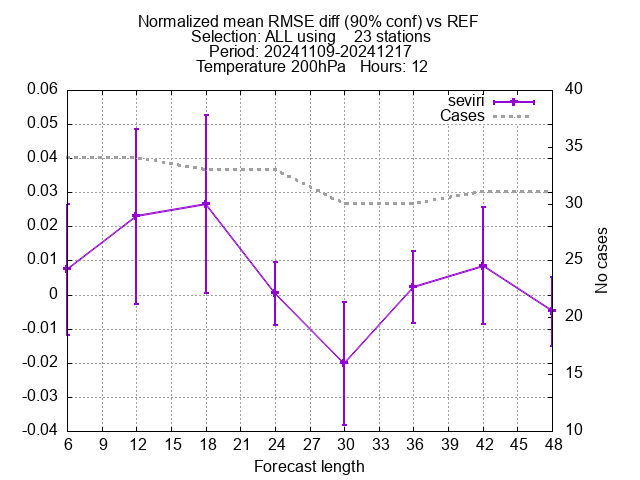 Normalized mean RMSE diff (90% conf) vs REF
Selection: ALL using    23 stations
Period: 20241109-20241217
Temperature 200hPa   Hours: 12
seviri
Cases
0.06
0.05
0.04
0.03
0.02
0.01
0
-0.01
-0.02
-0.03
-0.04
40
35
30
25
20
15
10
No cases
6 9 12 15 18 21 24 27 30 33 36 39 42 45 48
Forecast length